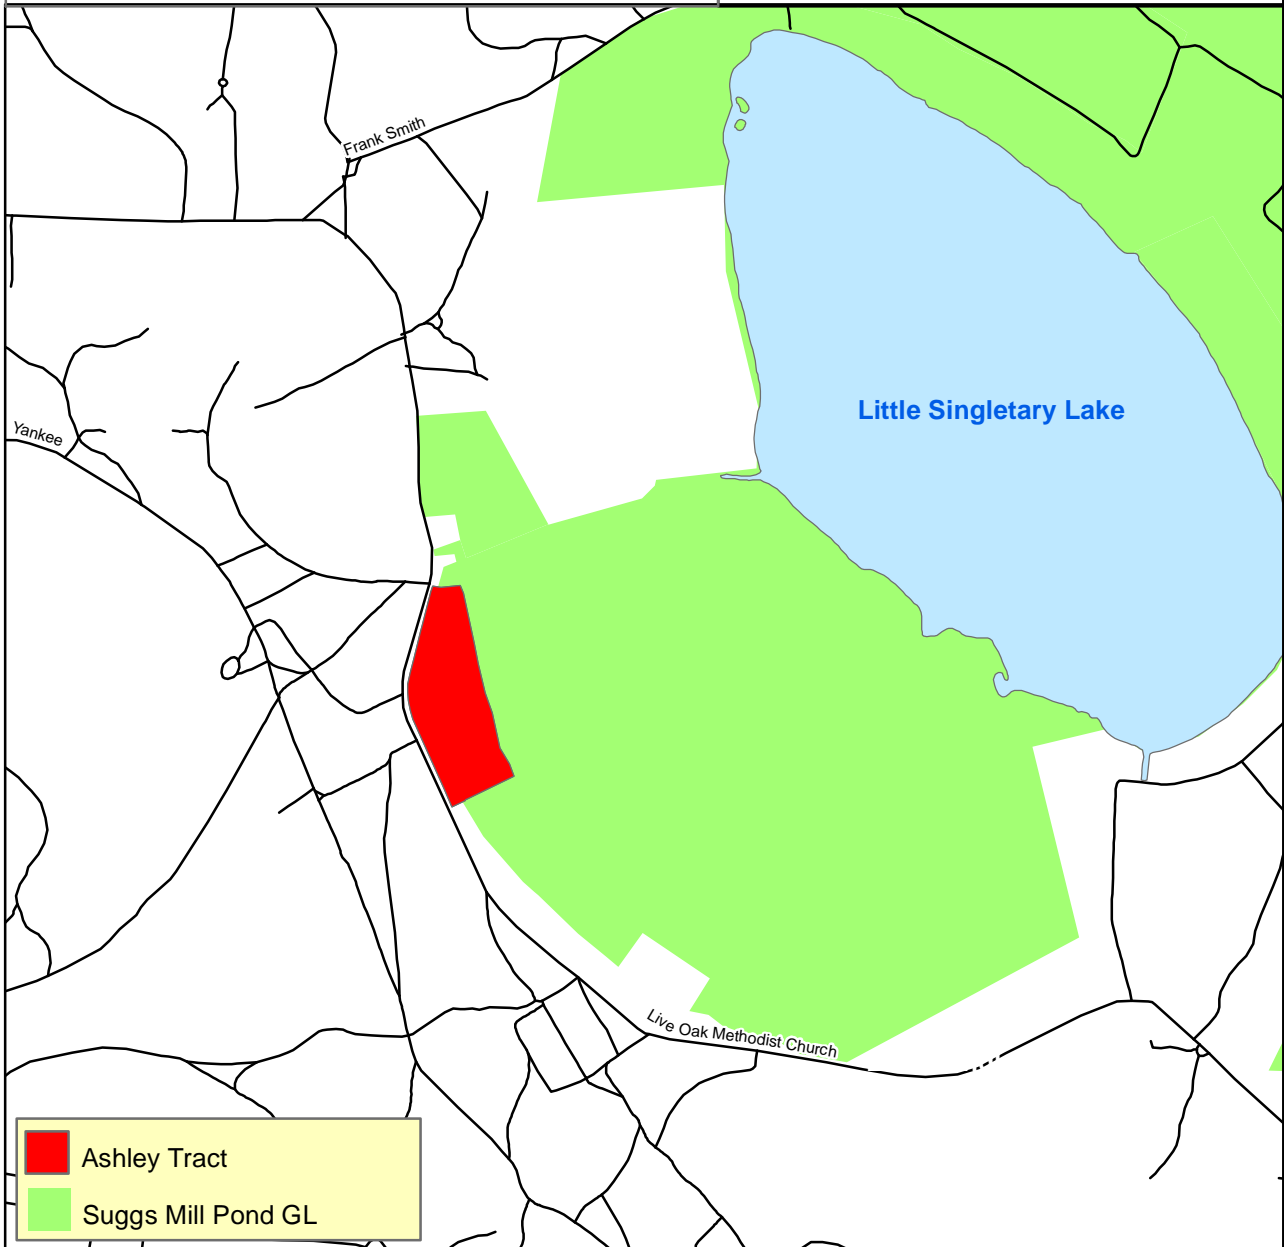 Frank Smith
Little Singletary Lake
Yankee
Live Oak Methodist Church
Ashley Tract
Suggs Mill Pond GL